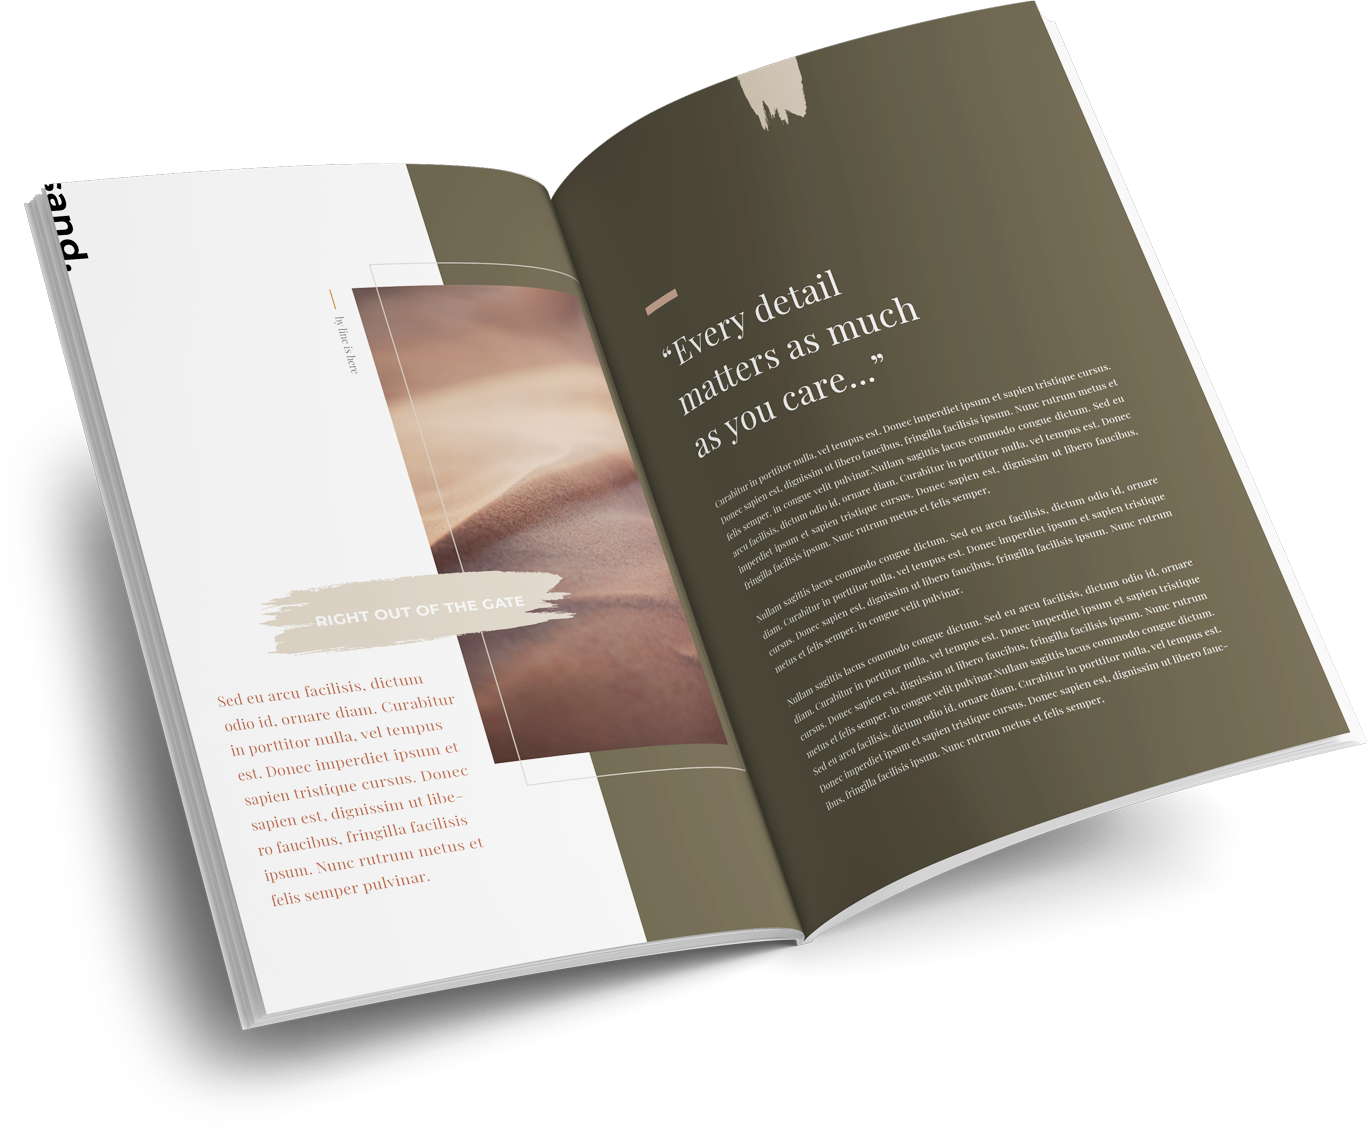 sand.
by line is here
RIGHT OUT OF THE GATE
Sed eu arcu facilisis, dictum
odio id, ornare diam. Curabitur
in porttitor nulla, vel tempus
est. Donec imperdiet ipsum et
sapien tristique cursus. Donec
sapien est, dignissim ut libe-
ro faucibus, fringilla facilisis
ipsum. Nunc rutrum metus et
felis semper pulvinar.
“Every detail
matters as much
as you care...”
Curabitur in porttitor nulla, vel tempus est. Donec imperdiet ipsum et sapien tristique cursus.
Donec sapien est, dignissim ut libero faucibus, fringilla facilisis ipsum. Nunc rutrum metus et
felis semper, in congue velit pulvinar.Nullam sagittis lacus commodo congue dictum. Sed eu
arcu facilisis, dictum odio id, ornare diam. Curabitur in porttitor nulla, vel tempus est. Donec
imperdiet ipsum et sapien tristique cursus. Donec sapien est, dignissim ut libero faucibus,
fringilla facilisis ipsum. Nunc rutrum metus et felis semper,
Nullam sagittis lacus commodo congue dictum. Sed eu arcu facilisis, dictum odio id, ornare
diam. Curabitur in porttitor nulla, vel tempus est. Donec imperdiet ipsum et sapien tristique
cursus. Donec sapien est, dignissim ut libero faucibus, fringilla facilisis ipsum. Nunc rutrum
metus et felis semper, in congue velit pulvinar.
Nullam sagittis lacus commodo congue dictum. Sed eu arcu facilisis, dictum odio id, ornare
diam. Curabitur in porttitor nulla, vel tempus est. Donec imperdiet ipsum et sapien tristique
cursus. Donec sapien est, dignissim ut libero faucibus, fringilla facilisis ipsum. Nunc rutrum
metus et felis semper, in congue velit pulvinar.Nullam sagittis lacus commodo congue dictum.
Sed eu arcu facilisis, dictum odio id, ornare diam. Curabitur in porttitor nulla, vel tempus est.
Donec imperdiet ipsum et sapien tristique cursus. Donec sapien est, dignissim ut libero fauc-
ibus, fringilla facilisis ipsum. Nunc rutrum metus et felis semper,